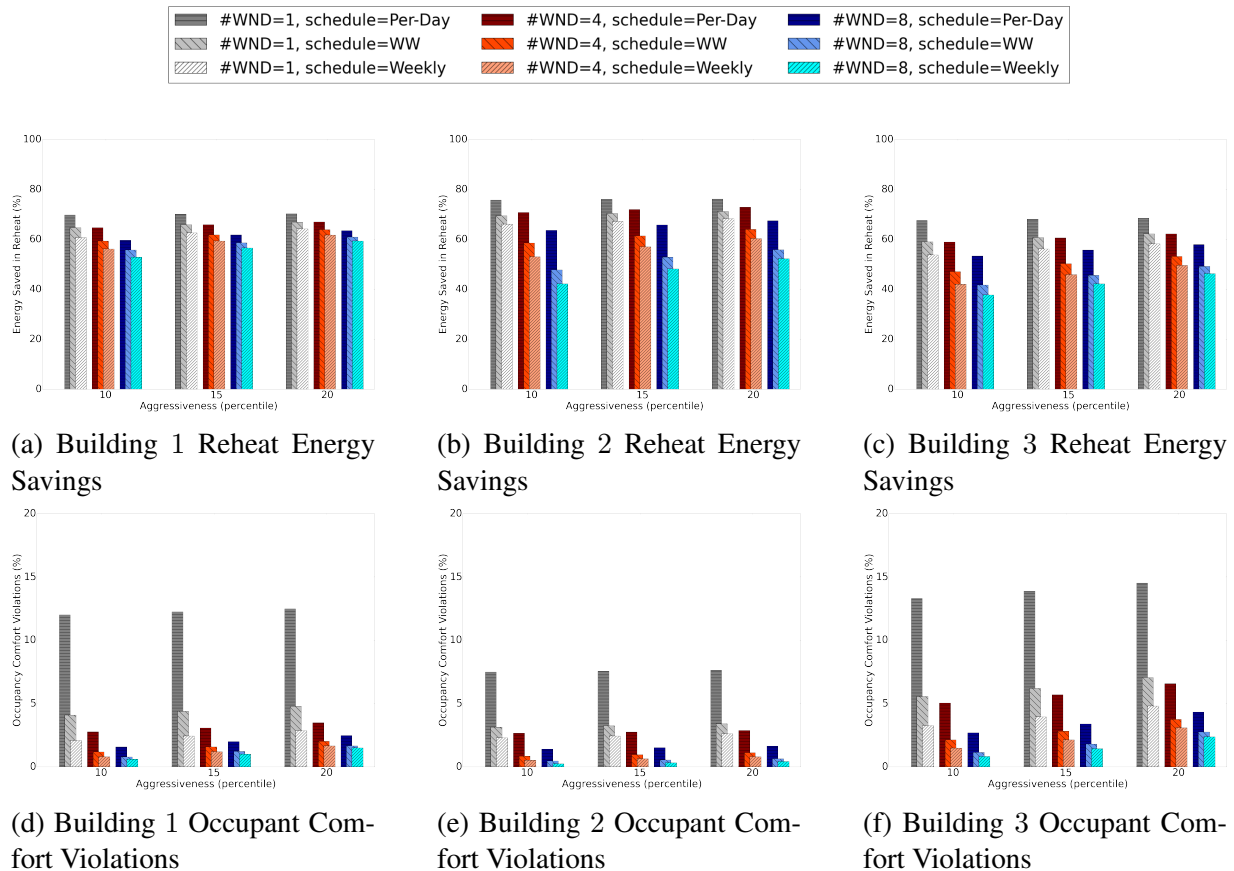 #WND=1, schedule=Per-Day #WND=4, schedule=Per-Day #WND=8, schedule=Per-Day
#WND=1, schedule=WW #WND=4, schedule=WW #WND=8, schedule=WW
#WND=1, schedule=Weekly #WND=4, schedule=Weekly #WND=8, schedule=Weekly
Energy Saved in Reheat (%)
100
80
60
40
20
0
10 15 20
Aggressiveness (percentile)
(a) Building 1 Reheat Energy
Savings
Energy Saved in Reheat (%)
100
80
60
40
20
0
10 15 20
Aggressiveness (percentile)
(b) Building 2 Reheat Energy
Savings
Energy Saved in Reheat (%)
100
80
60
40
20
0
10 15 20
Aggressiveness (percentile)
(c) Building 3 Reheat Energy
Savings
Occupancy Comfort Violations (%)
20
15
10
5
0
10 15 20
Aggressiveness (percentile)
(d) Building 1 Occupant Com-
fort Violations
Occupancy Comfort Violations (%)
20
15
10
5
0
10 15 20
Aggressiveness (percentile)
(e) Building 2 Occupant Com-
fort Violations
Occupancy Comfort Violations (%)
20
15
10
5
0
10 15 20
Aggressiveness (percentile)
(f) Building 3 Occupant Com-
fort Violations